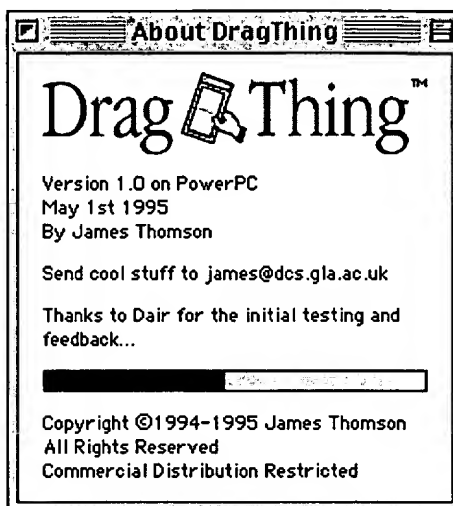 About DragThing
Drag Thing™
Version 1.0 on PowerPC
May 1st 1995
By James Thomson
Send cool stuff to james@dcs.gla.ac.uk
Thanks to Dair for the initial testing and
feedback...
Copyright ©1994-1995 James Thomson
All Rights Reserved
Commercial Distribution Restricted